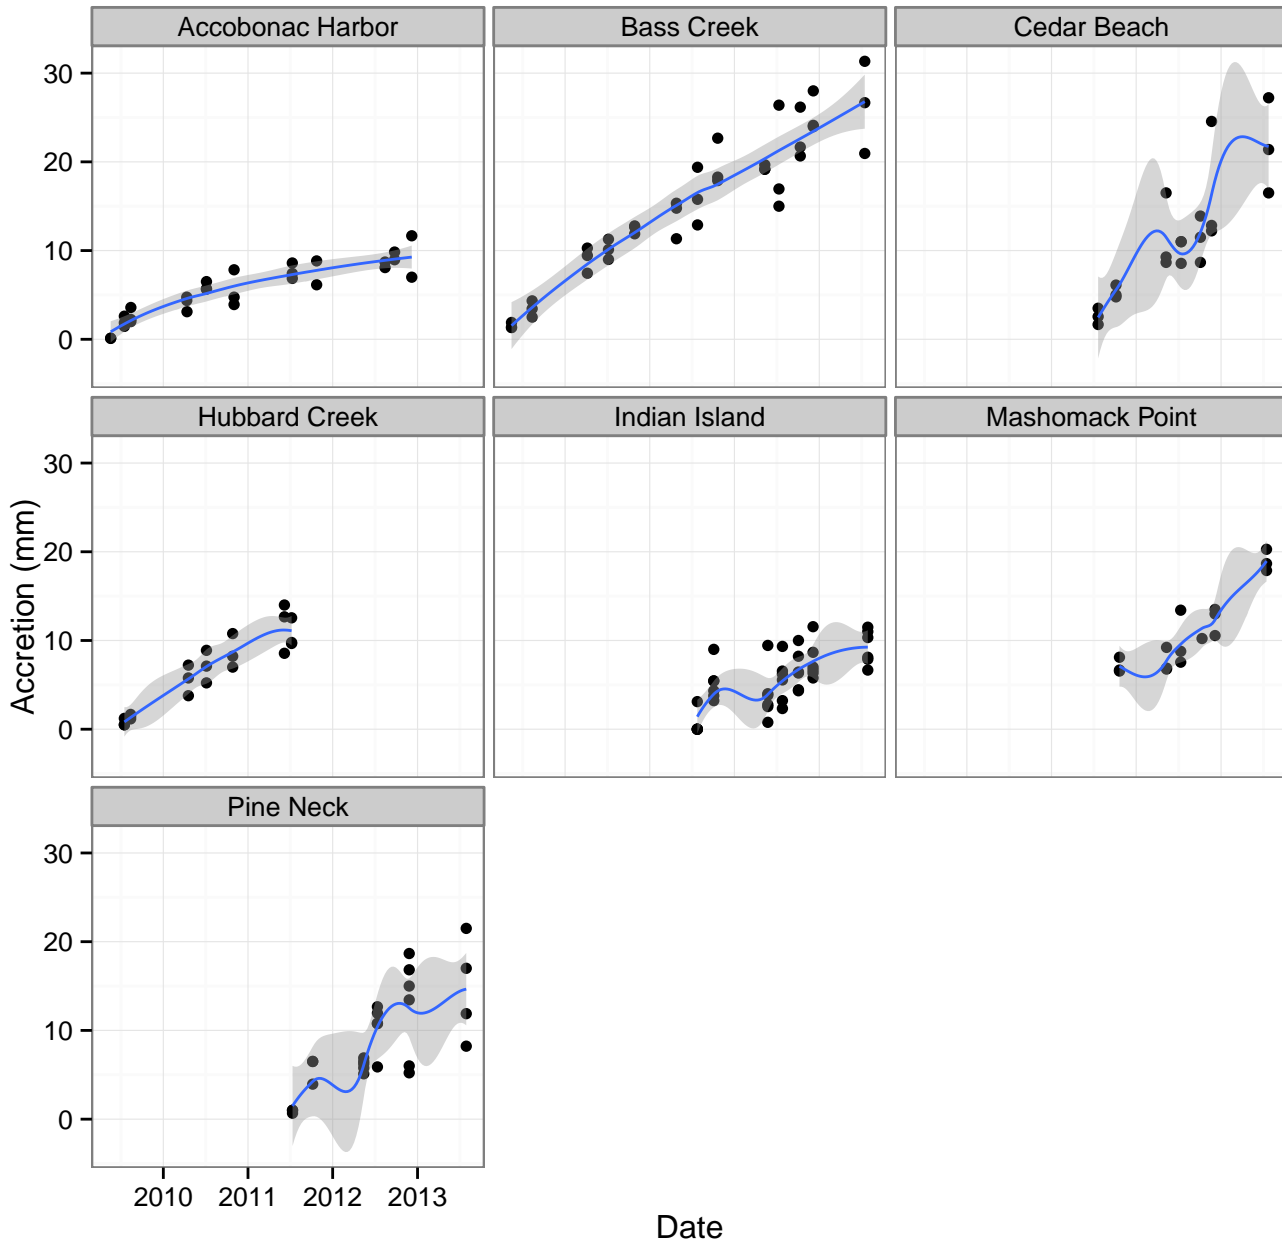 Accobonac Harbor
Bass Creek
Cedar Beach
30
20
10
0
Hubbard Creek
Indian Island
Mashomack Point
30
20
10
0
Accretion (mm)
Pine Neck
30
20
10
0
2010
2011
2012
2013
Date